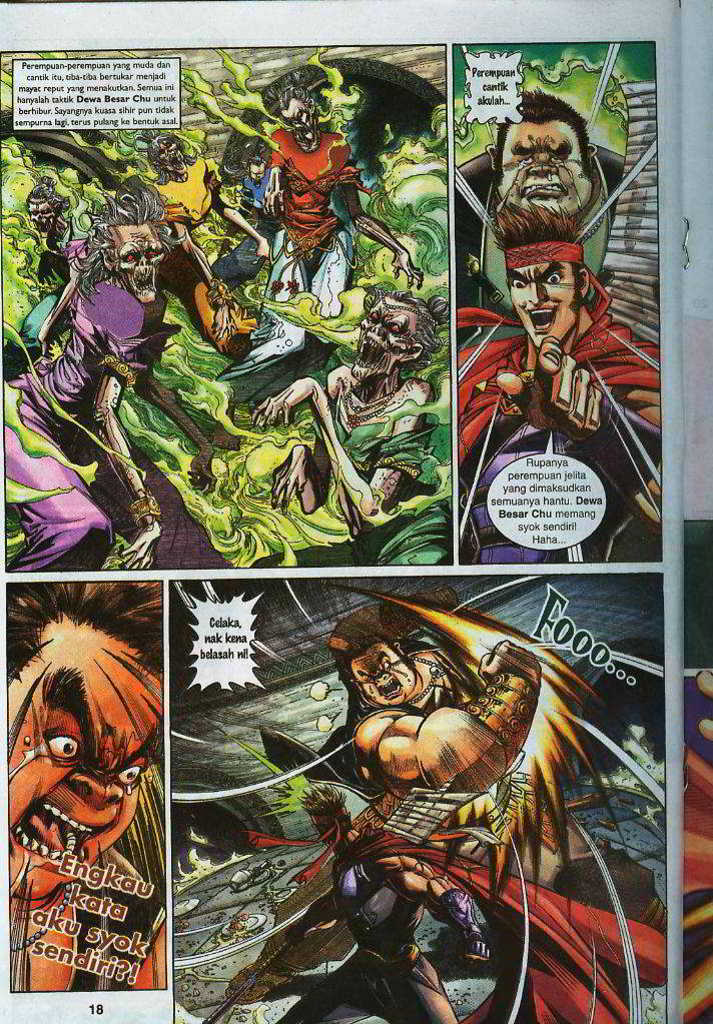 Perempuan-perempuan yang muda dan
cantik itu, tiba-tiba bertukar menjadi
mayat reput yang menakutkan. Semua ini
hanyalah taktik Dewa Besar Chu untuk
berhibur. Sayangnya kuasa sihir pun tidak
sempurna lagi, terus pulang ke bentuk asal.
Perempuan
cantik
akulah...
Rupanya
perempuan jelita
yang dimaksudkan
semuanya hantu. Dewa
Besar Chu memang
syok sendiri!
Haha...
Engkau
kata
aku syok
sendiri?!
Celaka,
nak kena
belasah ni!
Fooo...
18